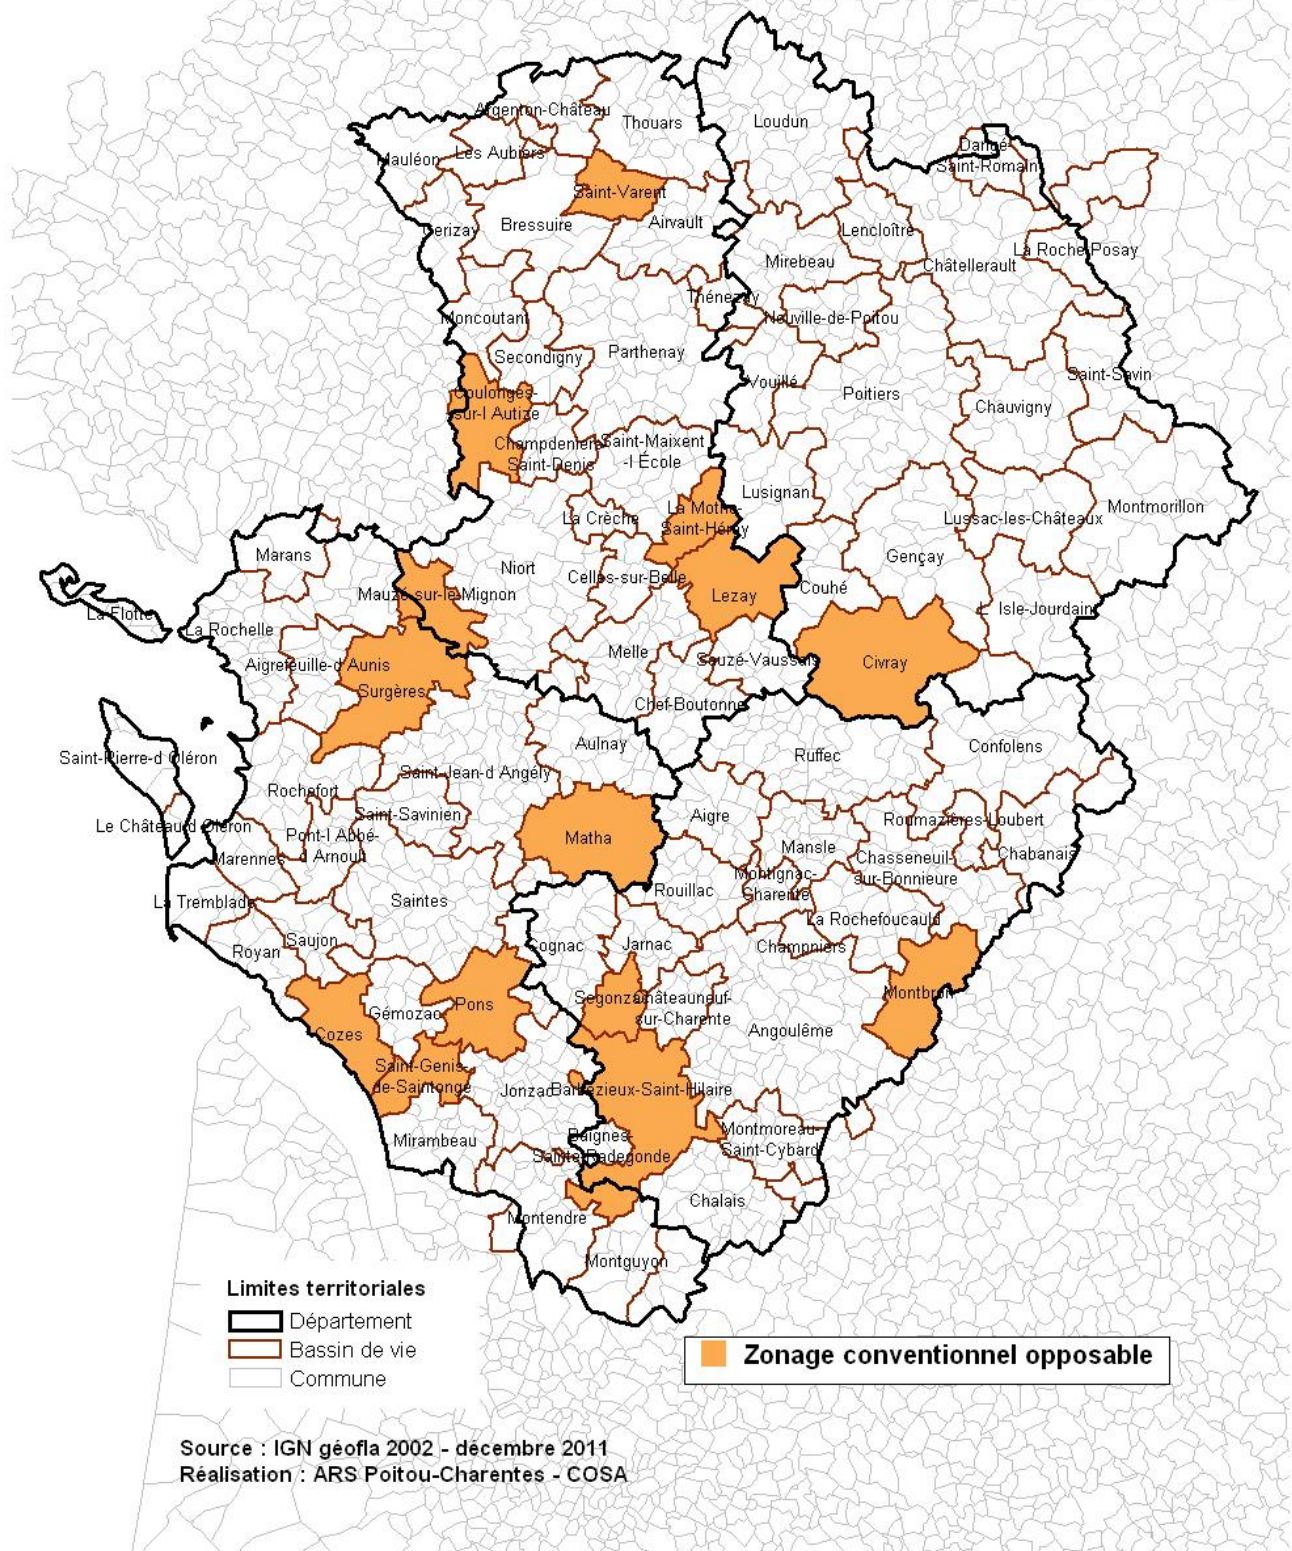 Argenton-Château
Thouars
Loudun
Mauléon
Les Aubiers
Dangé-
Saint-Romain
Saint-Varent
Cerizay
Bressuire
Airvault
Lencloître
La Roche-Posay
Mirebeau
Châtellerault
Thénezay
Moncoutant
Neuville-de-Poitou
Secondigny
Parthenay
Saint-Savin
Vouillé
Poitiers
Coulonges-
sur-l Autize
Chauvigny
Champdeniers-
Saint-Denis
Saint-Maixent
-l École
Lusignan
La Mothe-
Saint-Héray
Montmorillon
La Crèche
Lussac-les-Châteaux
Marans
Gençay
Niort
Celles-sur-Belle
Mauzé-sur-le-Mignon
Lezay
Couhé
La Flotte
Isle-Jourdain
La Rochelle
Aigrefeuille-d Aunis
Melle
Sauzé-Vaussais
Civray
Surgères
Chef-Boutonne
Aulnay
Confolens
Ruffec
Saint-Pierre-d Oléron
Saint-Jean-d Angély
Rochefort
Saint-Savinien
Aigre
Roumazières-Loubert
Le Château-d Oléron
Pont-l Abbé-
d Arnoult
Matha
Mansle
Chasseneuil-
sur-Bonnieure
Chabanais
Marennes
Montignac-
Charente
Rouillac
La Tremblade
Saintes
La Rochefoucauld
Royan
Saujon
Cognac
Jarnac
Champniers
Montbron
Segonzac
Châteauneuf-
sur-Charente
Pons
Gémozac
Angoulême
Cozes
Saint-Genis-
de-Saintonge
Jonzac
Barbezieux-Saint-Hilaire
Mirambeau
Baignes-
Sainte-Radegonde
Montmoreau-
Saint-Cybard
Chalais
Montendre
Montguyon
Limites territoriales
Département
Bassin de vie
Commune
Zonage conventionnel opposable
Source : IGN géofla 2002 - décembre 2011
Réalisation : ARS Poitou-Charentes - COSA